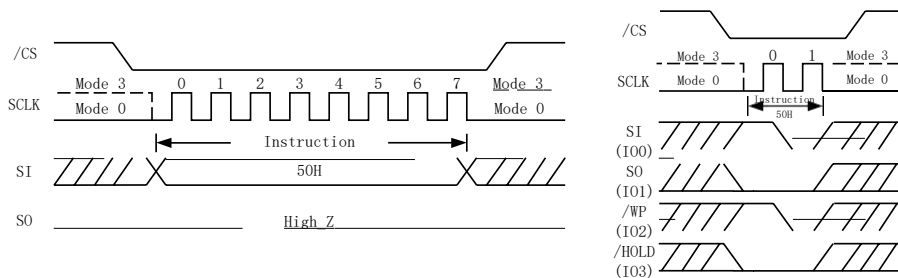 /CS
Mode 3 0 1 2 3 4 5 6 7 Mode 3
SCLK
Mode 0 Mode 0
Instruction
SI 50H
SO High_Z
/CS
Mode 3 0 1 Mode 3
SCLK Mode 0 Mode 0
Instruction
50H
SI
(IO0)
SO
(IO1)
/WP
(IO2)
/HOLD
(IO3)